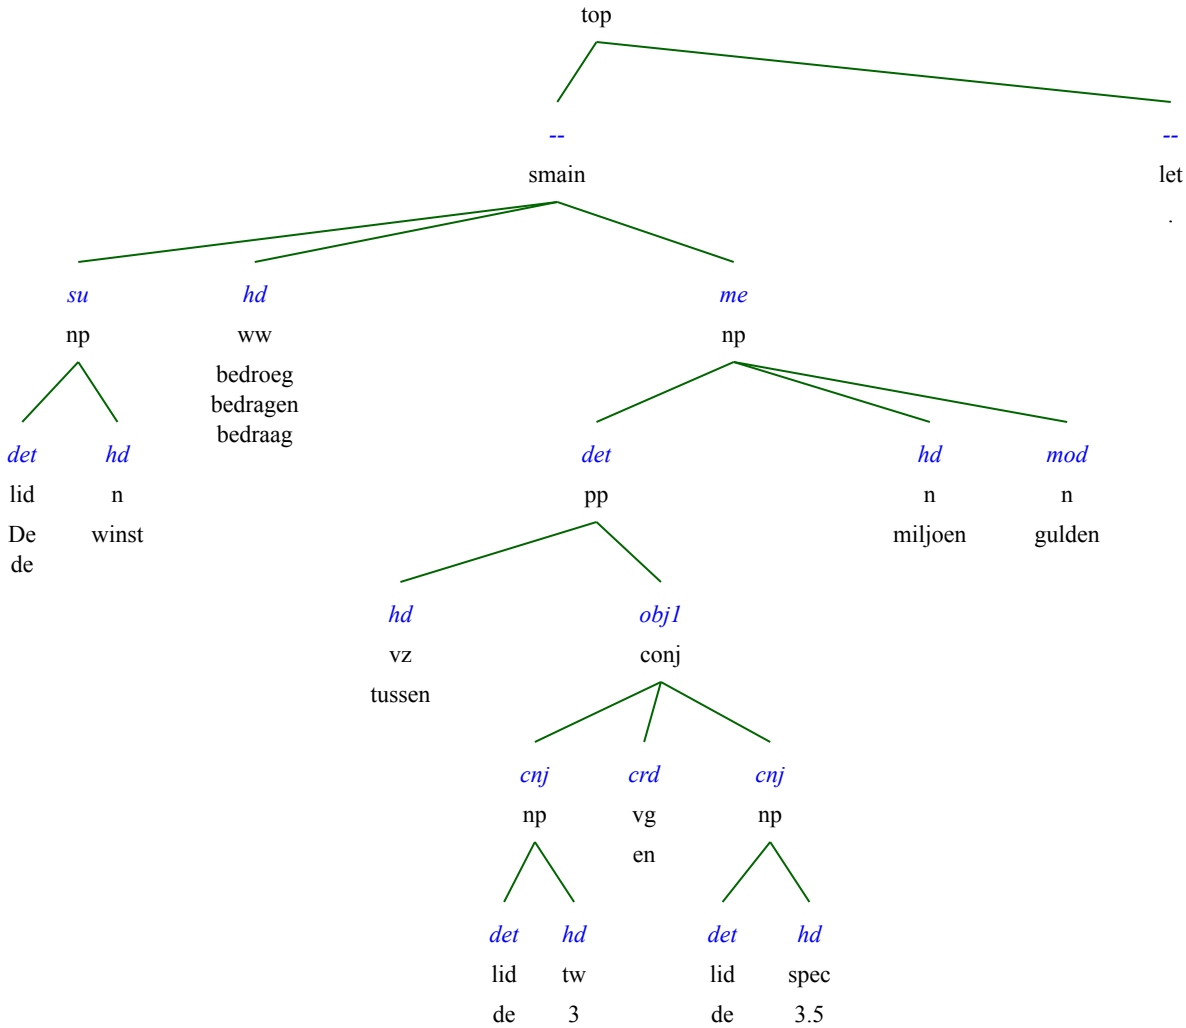 top
-- --
smain let
.
su hd me
np ww np
bedroeg
bedragen
bedraag
det hd det hd mod
lid n pp n n
De winst miljoen gulden
de
hd obj1
vz conj
tussen
cnj crd cnj
np vg np
en
det hd det hd
lid tw lid spec
de 3 de 3.5